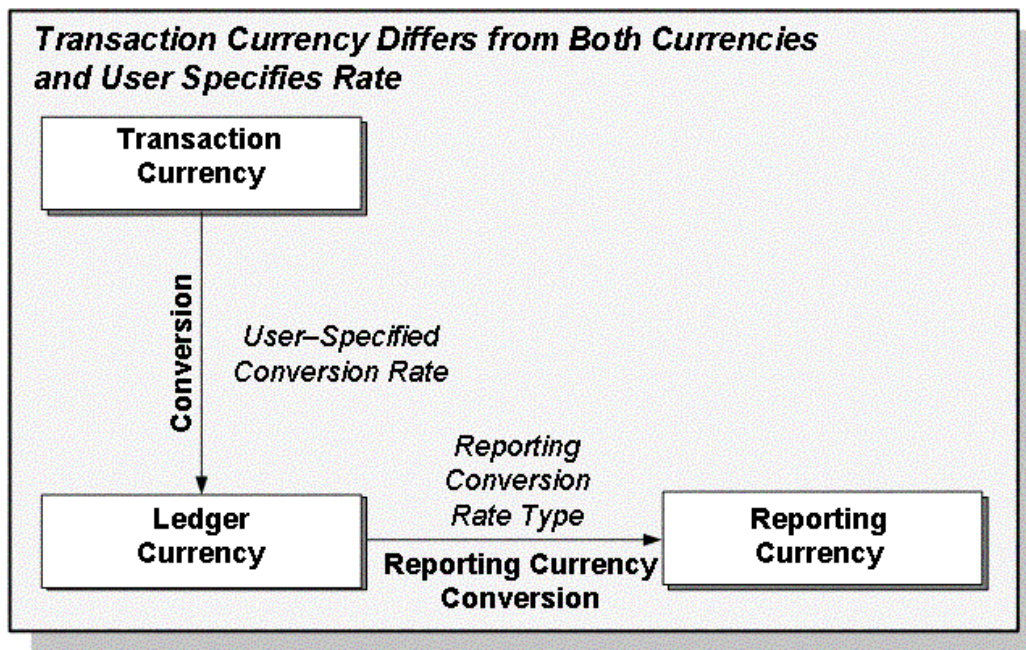 Transaction Currency Differs from Both Currencies
and User Specifies Rate
Transaction
Currency
Conversion
User–Specified
Conversion Rate
Reporting
Conversion
Rate Type
Ledger
Currency
Reporting Currency
Conversion
Reporting
Currency